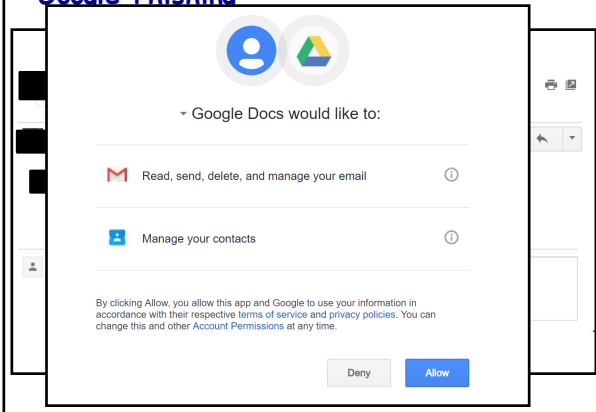 Google Phishing
Google Docs would like to:
Read, send, delete, and manage your email
Manage your contacts
By clicking Allow, you allow this app and Google to use your information in
accordance with their respective terms of service and privacy policies. You can
change this and other Account Permissions at any time.
Deny
Allow